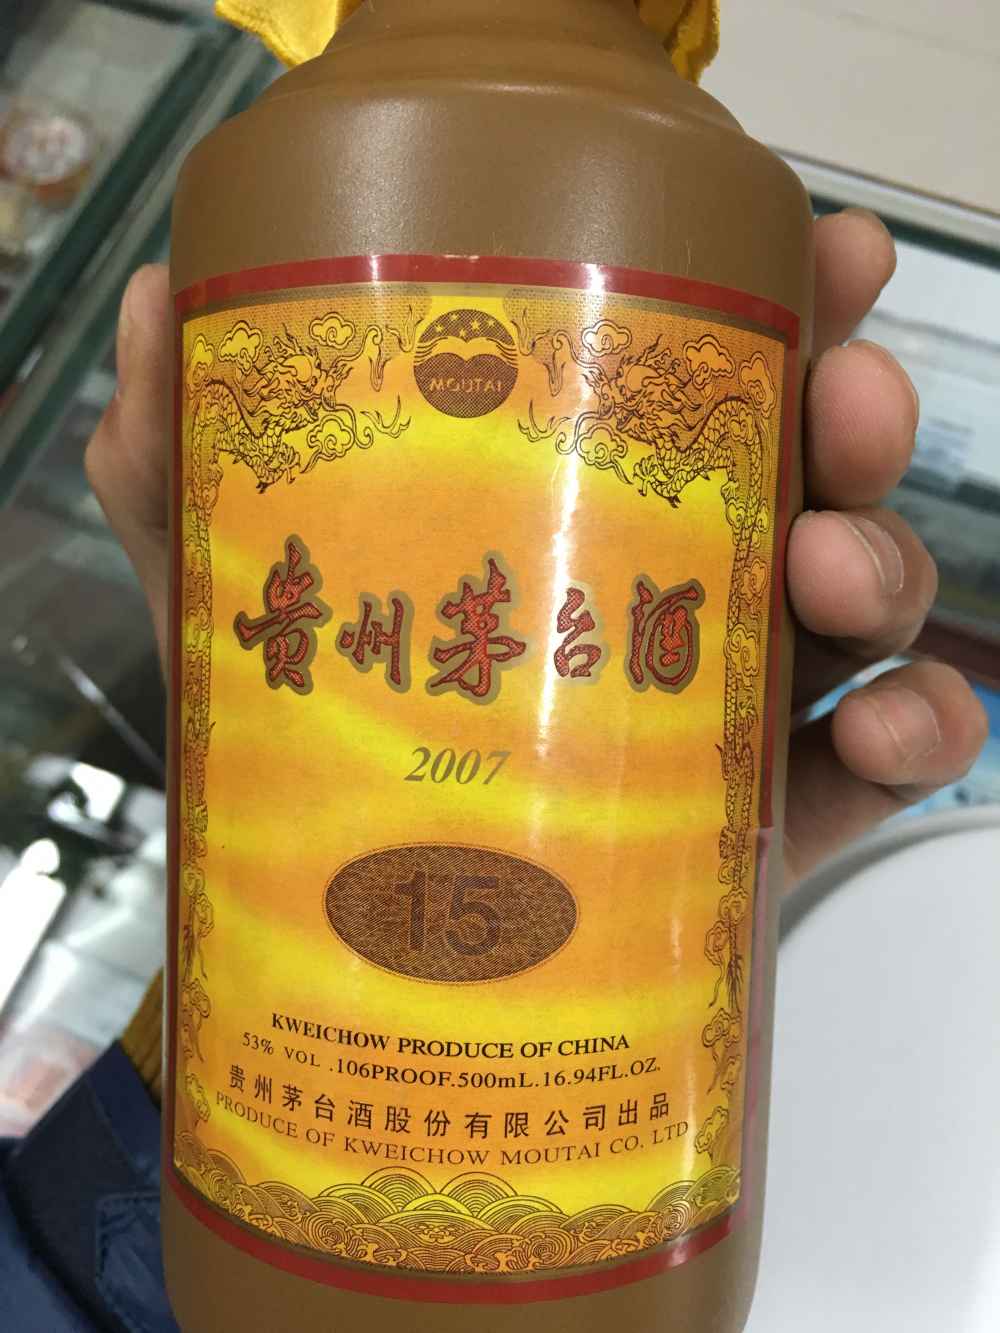 MOUTAI
贵州茅台酒
2007
15
KWEICHOW PRODUCE OF CHINA
53% VOL .106PROOF.500mL.16.94FL.OZ.
贵州茅台酒股份有限公司出品
PRODUCE OF KWEICHOW MOUTAI CO. LTD